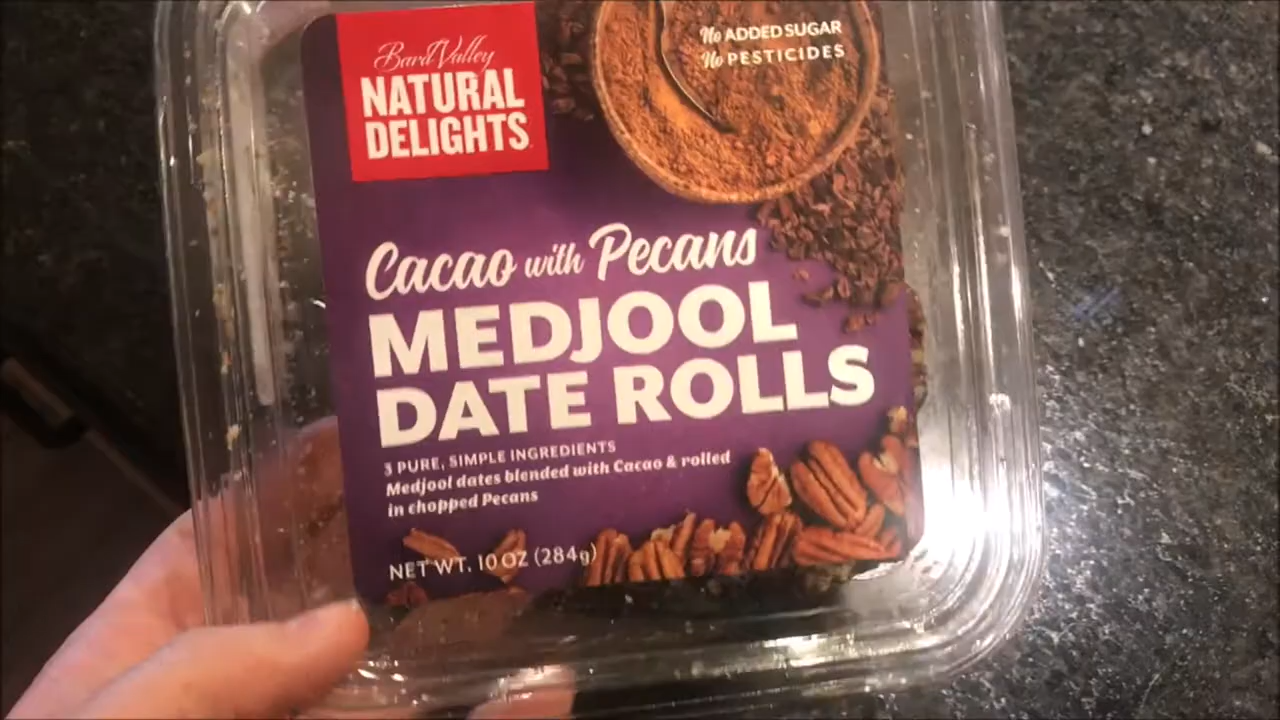 Bard Valley
NATURAL
DELIGHTS
No ADDED SUGAR
No PESTICIDES
Cacao with Pecans
MEDJOOL
DATE ROLLS
3 PURE, SIMPLE INGREDIENTS
Medjool dates blended with Cacao & rolled
in chopped Pecans
NET WT. 10 OZ (284g)